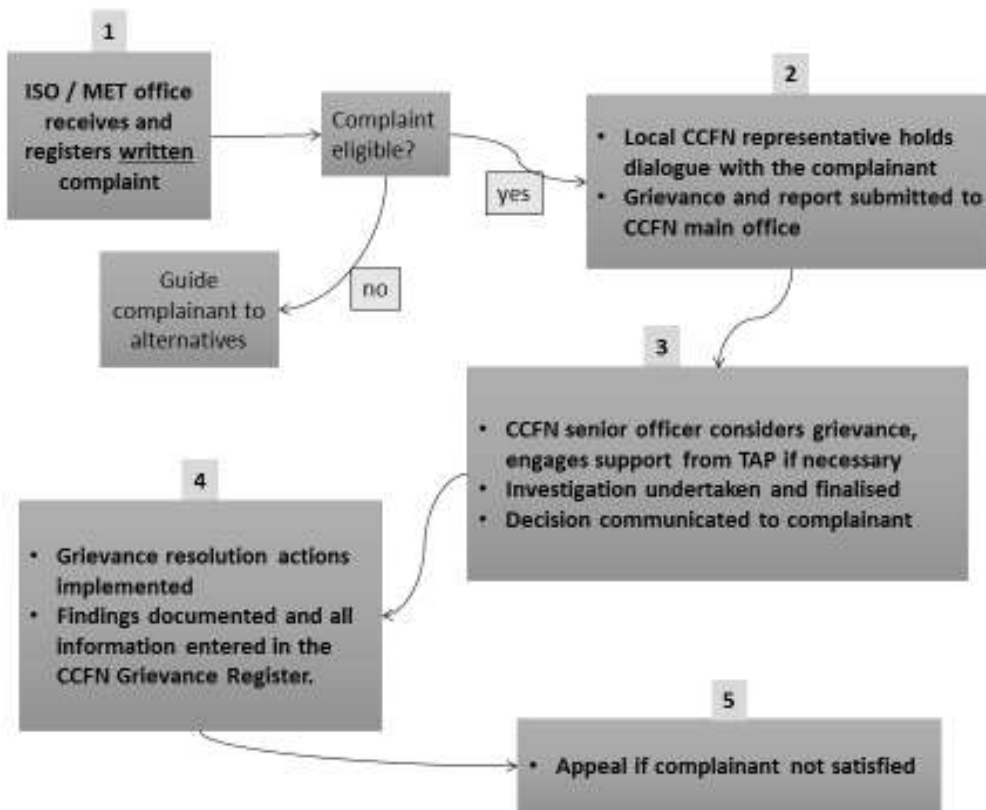 1
ISO / MET office
receives and
registers written
complaint
Complaint
eligible?
yes
no
Guide
complainant to
alternatives
2
• Local CCFN representative holds
dialogue with the complainant
• Grievance and report submitted to
CCFN main office
3
• CCFN senior officer considers grievance,
engages support from TAP if necessary
• Investigation undertaken and finalised
• Decision communicated to complainant
4
• Grievance resolution actions
implemented
• Findings documented and all
information entered in the
CCFN Grievance Register.
5
• Appeal if complainant not satisfied